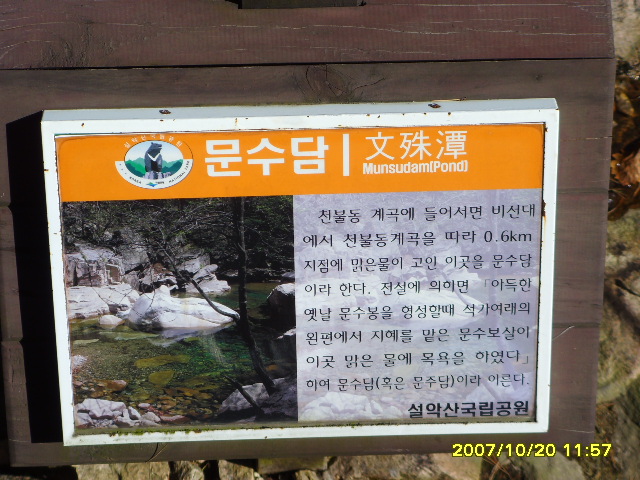 문수담 | 文殊潭
Munsudam(Pond)
천불동 계곡에 들어서면 비선대
에서 천불동계곡을 따라 0.6km
지점에 맑은물이 고인 이곳을 문수담
이라 한다. 전설에 의하면 「아득한
옛날 문수봉을 형성할때 석가여래의
왼편에서 지혜를 맡은 문수보살이
이곳 맑은 물에 목욕을 하였다」
하여 문수담(혹은 문주담)이라 이른다.
설악산국립공원
2007/10/20 11:57